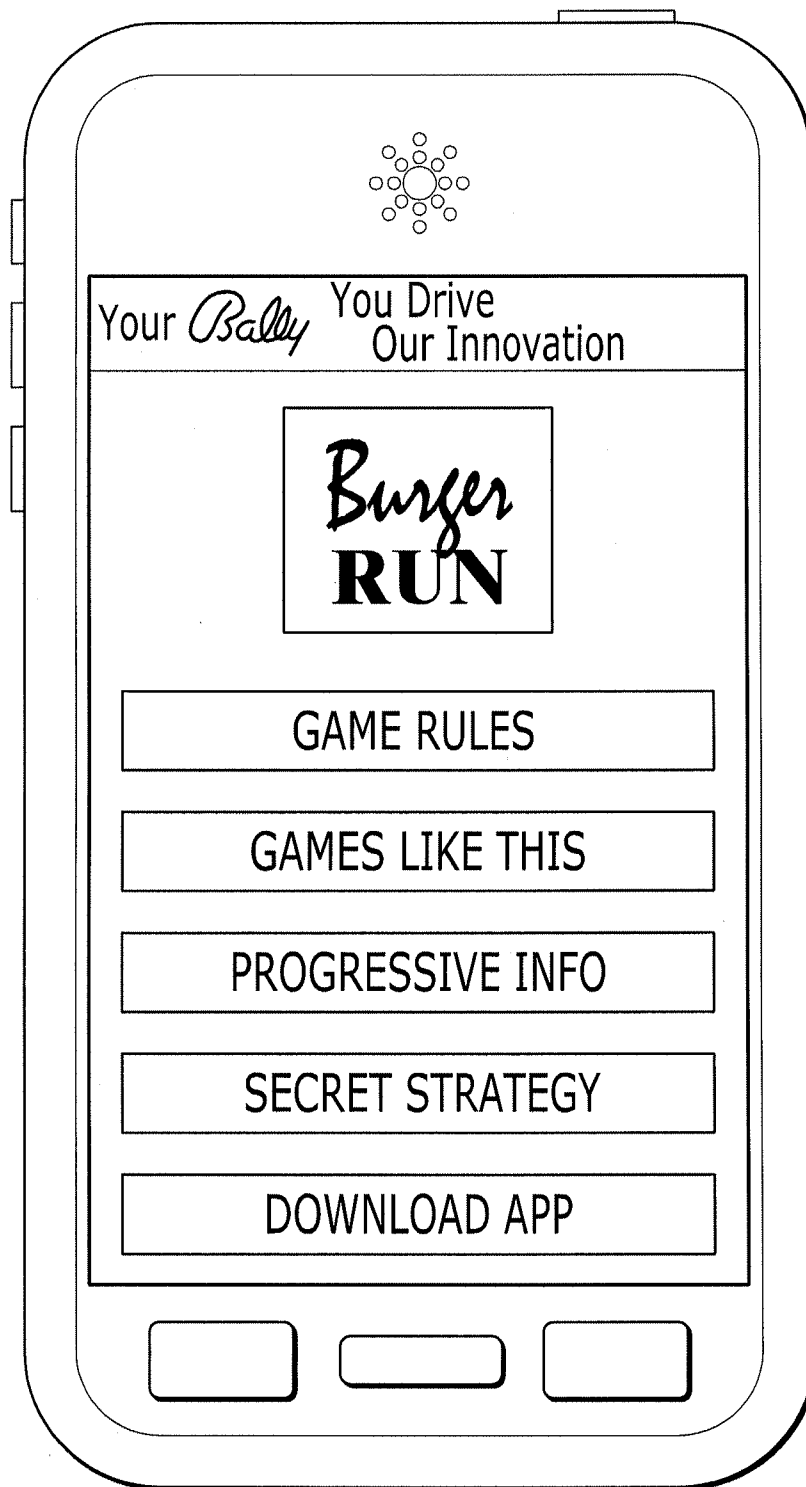 Your Bally You Drive
Our Innovation
Burger
RUN
GAME RULES
GAMES LIKE THIS
PROGRESSIVE INFO
SECRET STRATEGY
DOWNLOAD APP